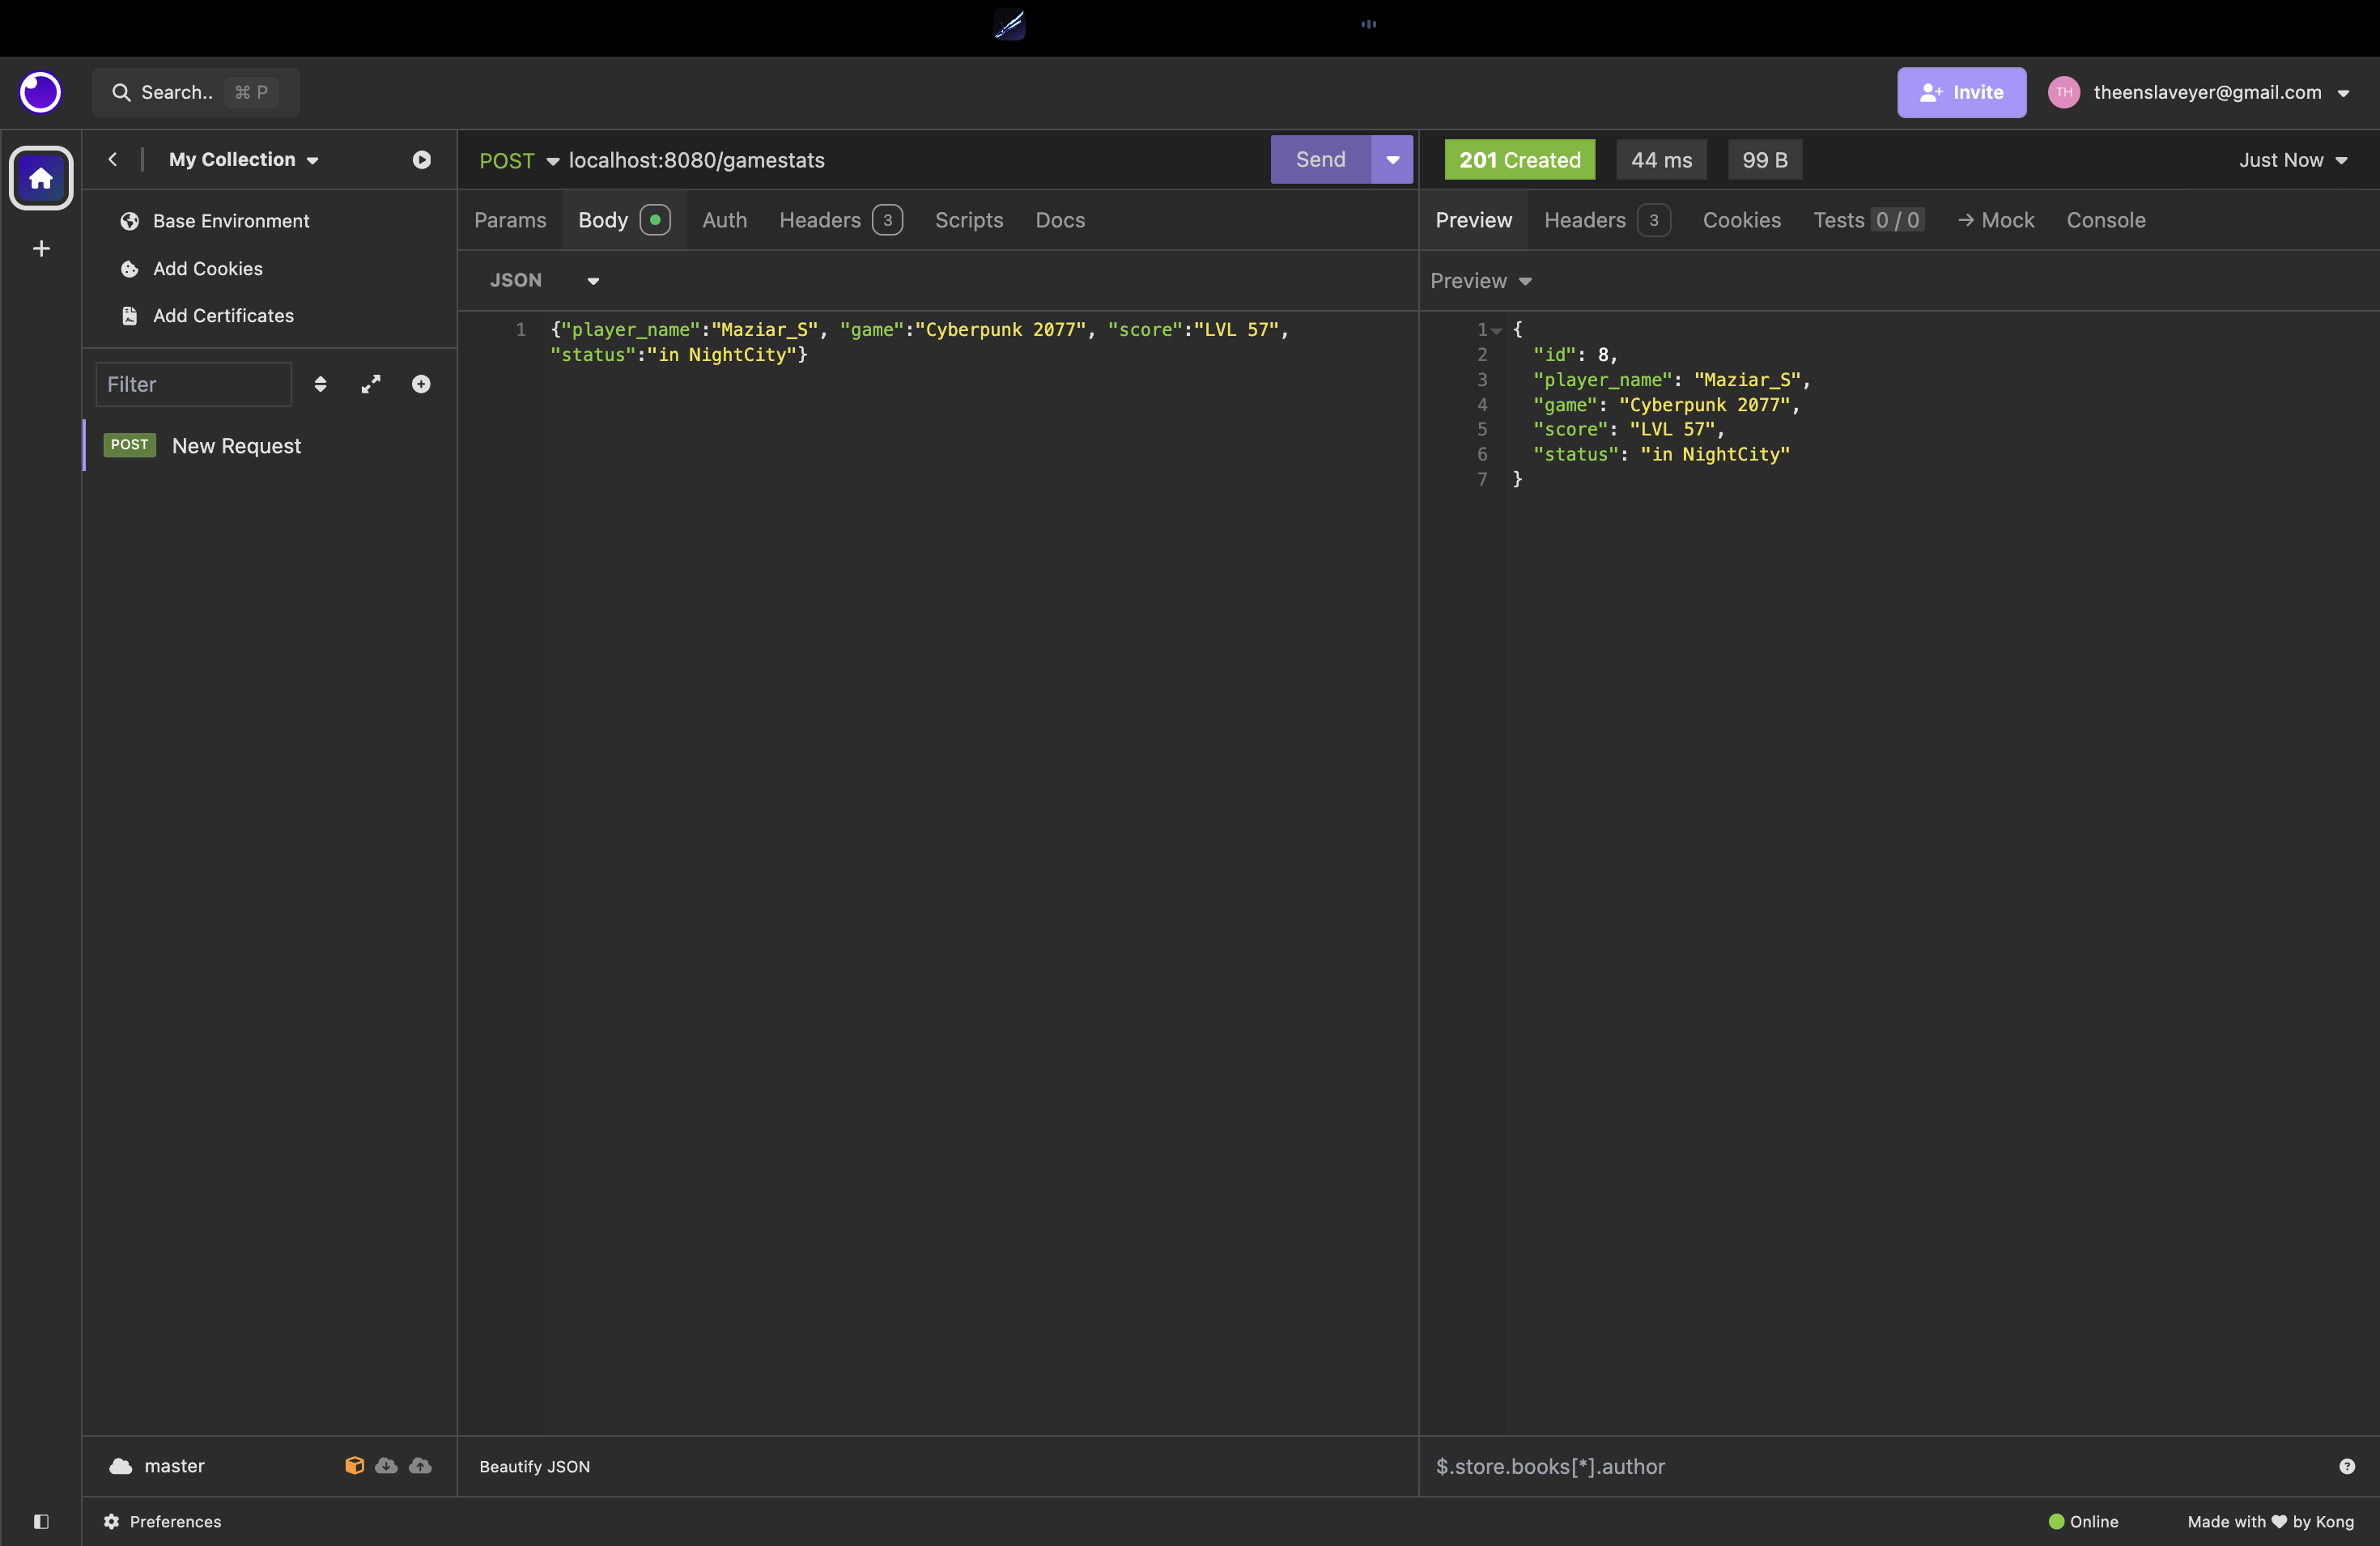 Search.. ⌘ P
Invite
TH theenslaveyer@gmail.com
My Collection
Base Environment
Add Cookies
Add Certificates
Filter
POST New Request
POST localhost:8080/gamestats Send
Params Body Auth Headers 3 Scripts Docs
JSON
1 {"player_name":"Maziar_S", "game":"Cyberpunk 2077", "score":"LVL 57",
"status":"in NightCity"}
201 Created 44 ms 99 B Just Now
Preview Headers 3 Cookies Tests 0 / 0 → Mock Console
Preview
1 {
2 "id": 8,
3 "player_name": "Maziar_S",
4 "game": "Cyberpunk 2077",
5 "score": "LVL 57",
6 "status": "in NightCity"
7 }
master
Beautify JSON
$.store.books[*].author
Preferences
Online
Made with ♥ by Kong